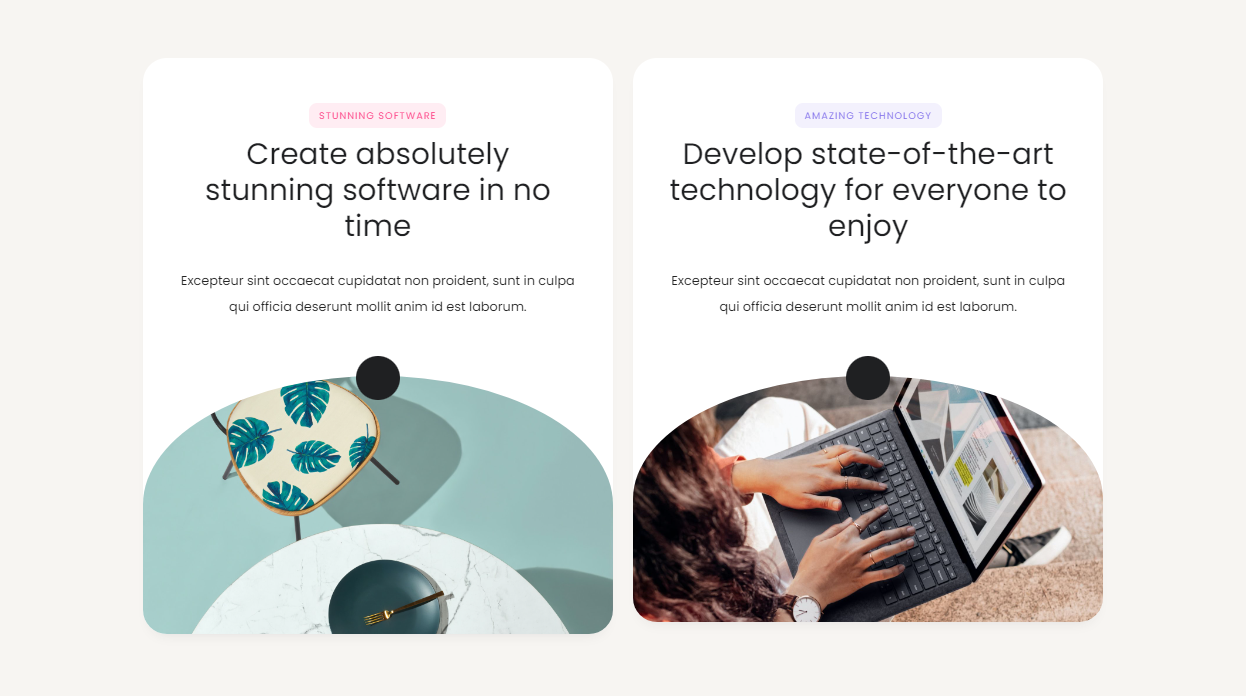 STUNNING SOFTWARE
Create absolutely
stunning software in no
time
Excepteur sint occaecat cupidatat non proident, sunt in culpa
qui officia deserunt mollit anim id est laborum.
AMAZING TECHNOLOGY
Develop state-of-the-art
technology for everyone to
enjoy
Excepteur sint occaecat cupidatat non proident, sunt in culpa
qui officia deserunt mollit anim id est laborum.